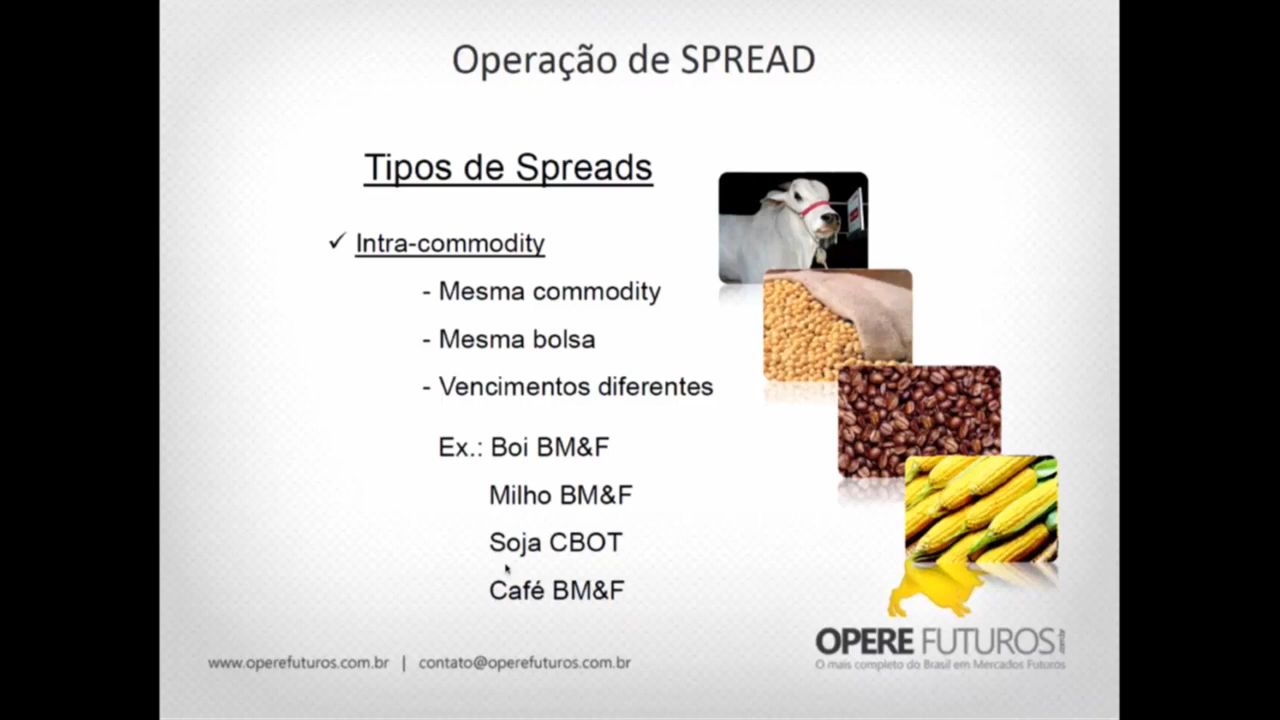 Operação de SPREAD
Tipos de Spreads
✓ Intra-commodity
- Mesma commodity
- Mesma bolsa
- Vencimentos diferentes
Ex.: Boi BM&F
Milho BM&F
Soja CBOT
Café BM&F
OPERE FUTUROS
O mais completo do Brasil em Mercados Futuros
www.operefuturos.com.br | contato@operefuturos.com.br